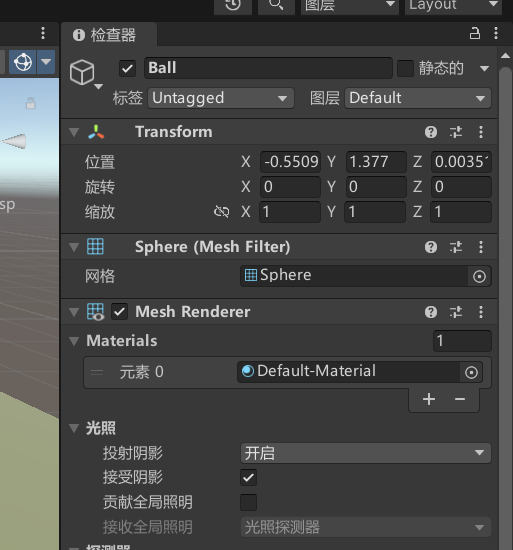 图层
Layout
检查器
Ball
静态的
标签 Untagged 图层 Default
Transform
位置 X -0.5509 Y 1.377 Z 0.0035
旋转 X 0 Y 0 Z 0
缩放 X 1 Y 1 Z 1
sp
Sphere (Mesh Filter)
网格 Sphere
Mesh Renderer
Materials 1
元素 0 Default-Material
光照
投射阴影 开启
接受阴影
贡献全局照明
接收全局照明 光照探测器
探测器